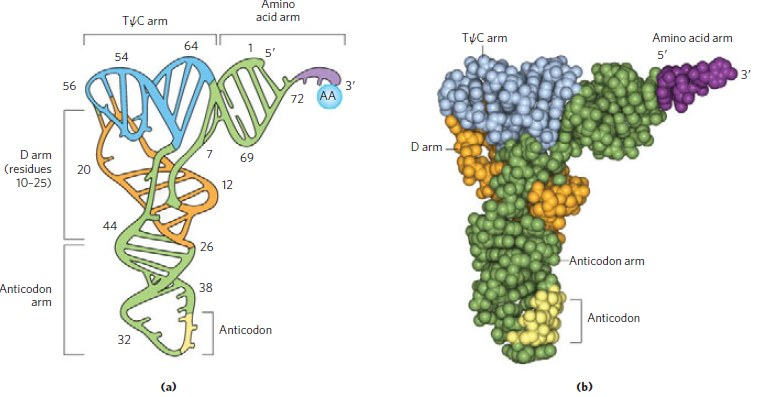 TψC arm
Amino
acid arm
54
64
1
5′
56
72
3′
AA
D arm
(residues
10–25)
20
7
69
12
44
26
Anticodon
arm
38
32
Anticodon
(a)
TψC arm
Amino acid arm
5′
3′
D arm
Anticodon arm
Anticodon
(b)